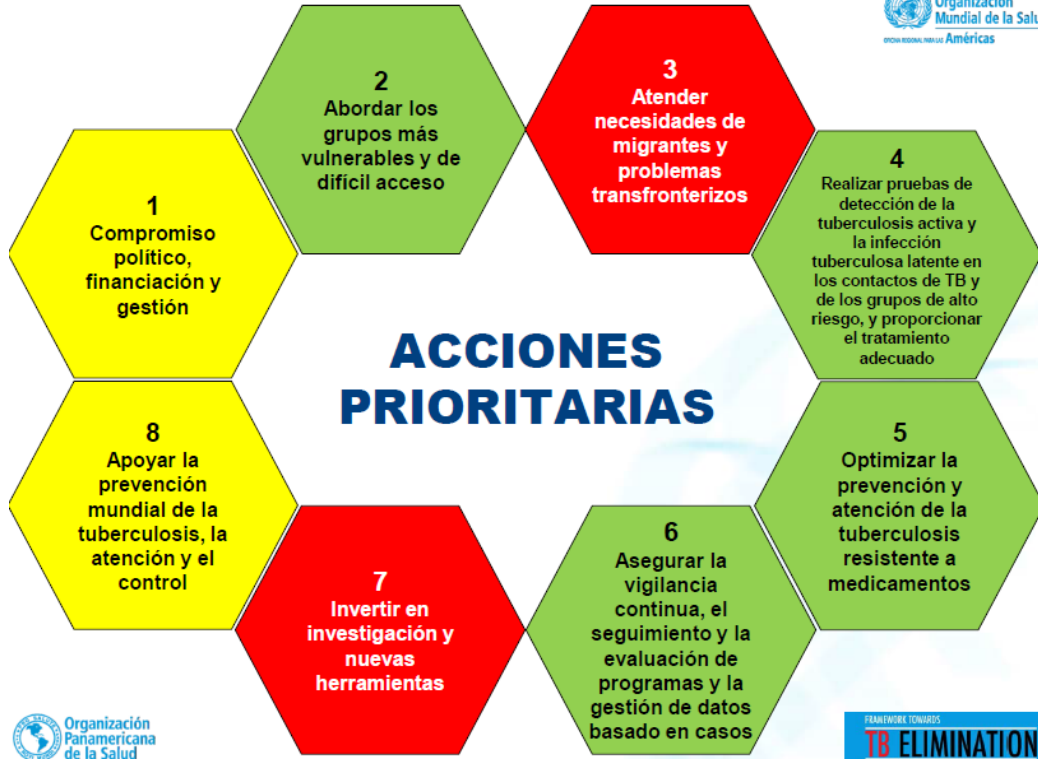 Organización
Mundial de la Salu
OFICINA REGIONAL PARA LAS Américas
1
Compromiso
político,
financiación y
gestión
2
Abordar los
grupos más
vulnerables y de
difícil acceso
3
Atender
necesidades de
migrantes y
problemas
transfronterizos
4
Realizar pruebas de
detección de la
tuberculosis activa y
la infección
tuberculosa latente en
los contactos de TB y
de los grupos de alto
riesgo, y proporcionar
el tratamiento
adecuado
ACCIONES
PRIORITARIAS
5
Optimizar la
prevención y
atención de la
tuberculosis
resistente a
medicamentos
6
Asegurar la
vigilancia
continua, el
seguimiento y la
evaluación de
programas y la
gestión de datos
basado en casos
7
Invertir en
investigación y
nuevas
herramientas
8
Apoyar la
prevención
mundial de la
tuberculosis, la
atención y el
control
Organización
Panamericana
de la Salud
FRAMEWORK TOWARDS
TB ELIMINATION